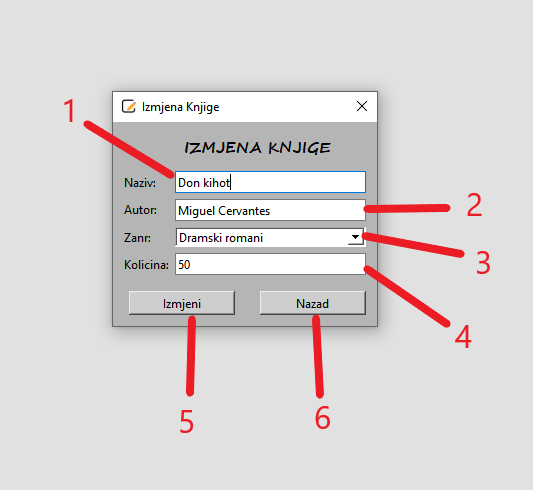 1
Izmjena Knjige
IZMJENA KNJIGE
Naziv: Don kihot
Autor: Miguel Cervantes
2
Zanr: Dramski romani
3
Kolicina: 50
4
Izmjeni Nazad
5 6